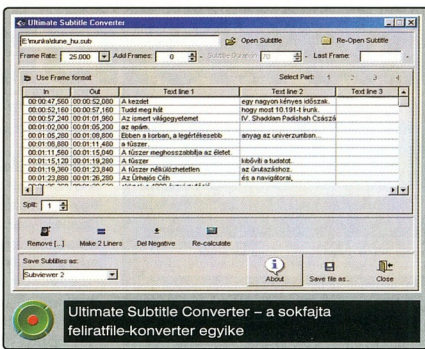 Ultimate Subtitle Converter
E:\munka\dune_hu.sub Open Subtitle Re-Open Subtitle
Frame Rate: 25.000 Add Frames: 0 Subtitle Duration 70 Last Frame:
Use Frame format Select Part: 1 2 3 4
In Out Text line 1 Text line 2 Text line 3
00:00:47,560 00:00:52,080 A kezdet egy nagyon kényes időszak.
00:00:52,160 00:00:57,160 Tudd meg hát hogy most 10.191-t írunk.
00:00:57,240 00:01:01,960 Az ismert világegyetemet IV. Shaddam Padishah Császá
00:01:02,000 00:01:05,200 az apám.
00:01:05,280 00:01:08,800 Ebben a korban, a legértékesebb anyag az univerzumban...
00:01:08,880 00:01:11,480 a fűszer.
00:01:11,560 00:01:15,040 A fűszer meghosszabbítja az életet.
00:01:15,120 00:01:19,280 A fűszer kibővíti a tudatot.
00:01:19,360 00:01:23,840 A fűszer nélkülözhetetlen az űrutazáshoz.
00:01:23,880 00:01:26,280 Az Űrhajós Céh és a navigátorai,
Split: 1
Remove [...] Make 2 Liners Del Negative Re-calculate
Save Subtitles as:
Subviewer 2 About Save file as.. Close
Ultimate Subtitle Converter – a sokfajta
feliratfile-konverter egyike